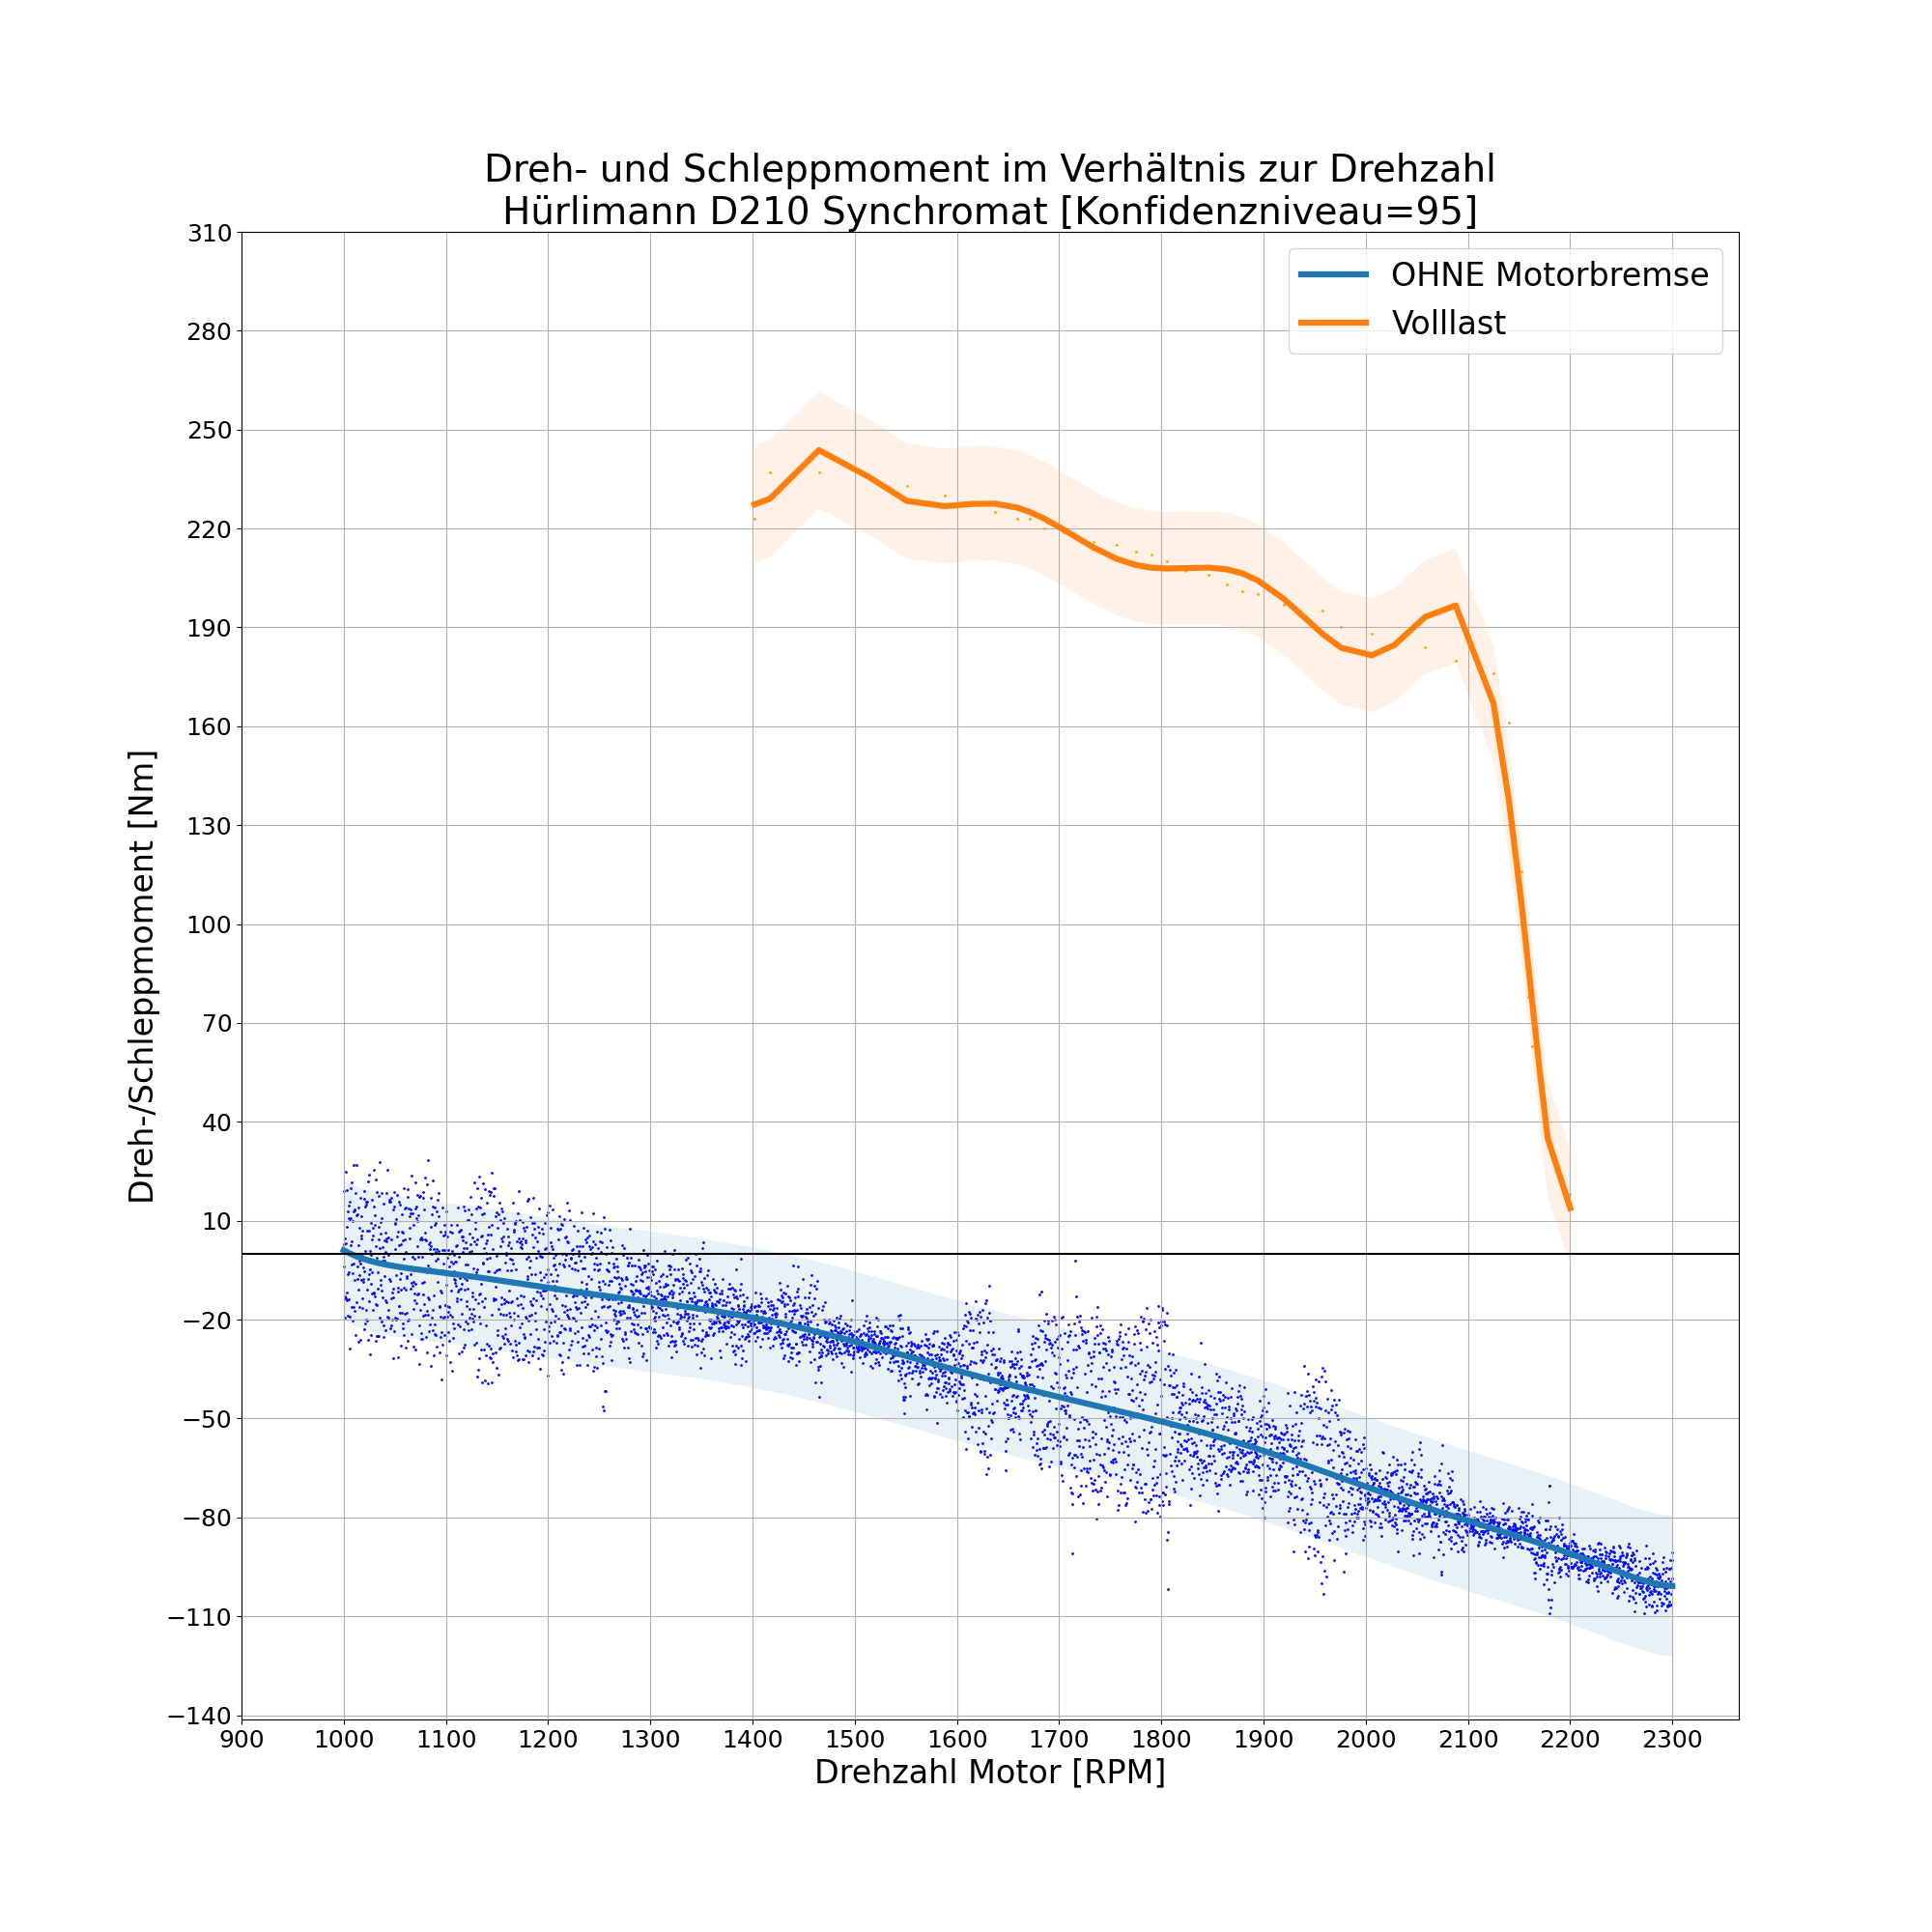 Dreh- und Schleppmoment im Verhältnis zur Drehzahl
Hürlimann D210 Synchromat [Konfidenzniveau=95]
OHNE Motorbremse
Volllast
Dreh-/Schleppmoment [Nm]
310
280
250
220
190
160
130
100
70
40
10
−20
−50
−80
−110
−140
900 1000 1100 1200 1300 1400 1500 1600 1700 1800 1900 2000 2100 2200 2300
Drehzahl Motor [RPM]